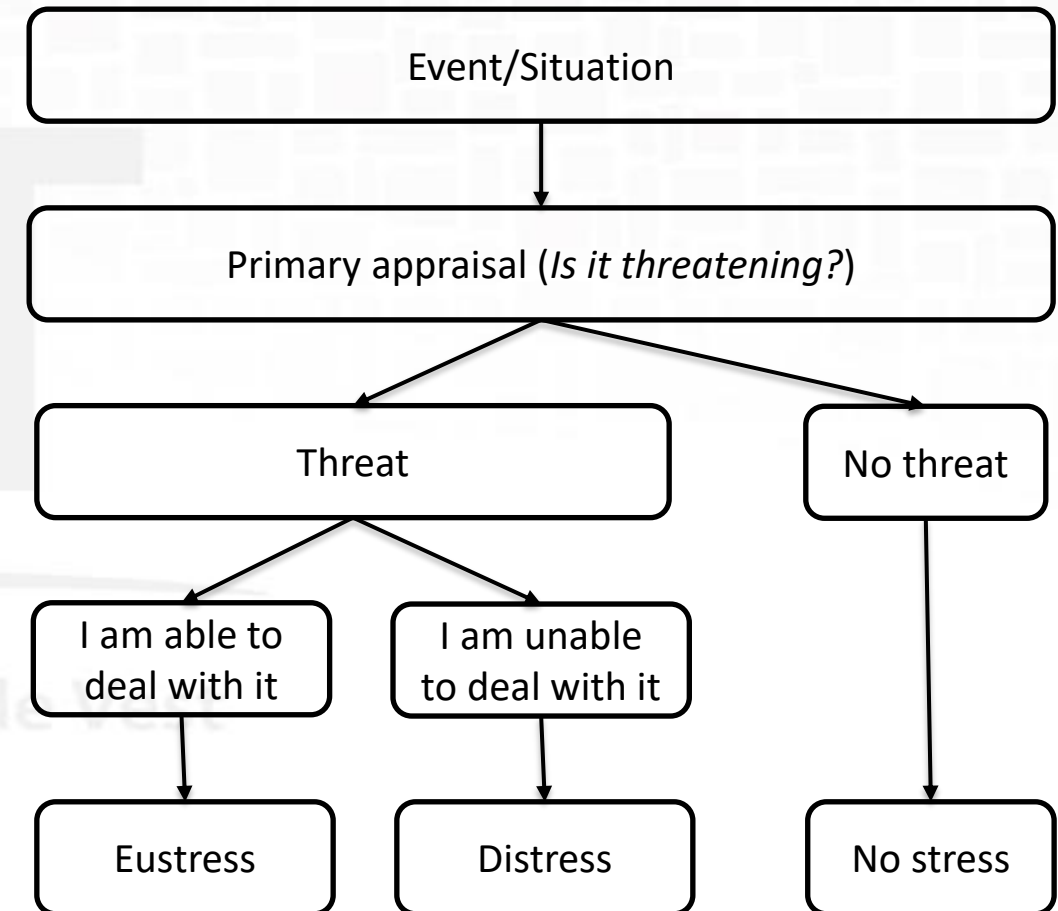 Event/Situation
Primary appraisal (Is it threatening?)
Threat
No threat
I am able to
deal with it
I am unable
to deal with it
Eustress
Distress
No stress